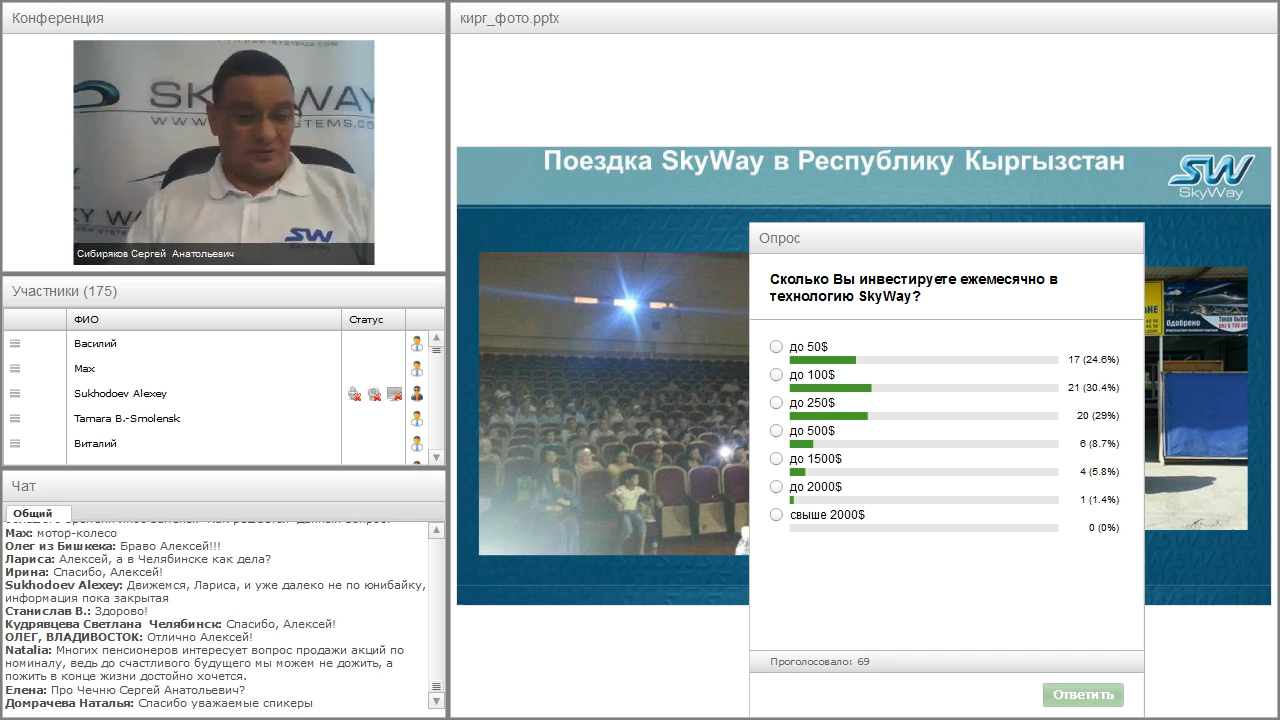 Конференция
SKYWAY
Сибиряков Сергей Анатольевич
Участники (175)
ФИО
Статус
Василий
Max
Sukhodoev Alexey
Tamara B.-Smolensk
Виталий
Чат
Общий
Max: мотор-колесо
Олег из Бишкека: Браво Алексей!!!
Лариса: Алексей, а в Челябинске как дела?
Ирина: Спасибо, Алексей!
Sukhodoev Alexey: Движемся, Лариса, и уже далеко не по юнибайку,
информация пока закрытая
Станислав В.: Здорово!
Кудрявцева Светлана Челябинск: Спасибо, Алексей!
ОЛЕГ, ВЛАДИВОСТОК: Отлично Алексей!
Natalia: Многих пенсионеров интересует вопрос продажи акций по
номиналу, ведь до счастливого будущего мы можем не дожить, а
пожить в конце жизни достойно хочется.
Елена: Про Чечню Сергей Анатольевич?
Домрачева Наталья: Спасибо уважаемые спикеры
кирг_фото.pptx
Поездка SkyWay в Республику Кыргызстан
SW
SkyWay
Опрос
Сколько Вы инвестируете ежемесячно в
технологию SkyWay?
до 50$
17 (24.6%)
до 100$
21 (30.4%)
до 250$
20 (29%)
до 500$
6 (8.7%)
до 1500$
4 (5.8%)
до 2000$
1 (1.4%)
свыше 2000$
0 (0%)
Проголосовало: 69
Ответить
Одобрено